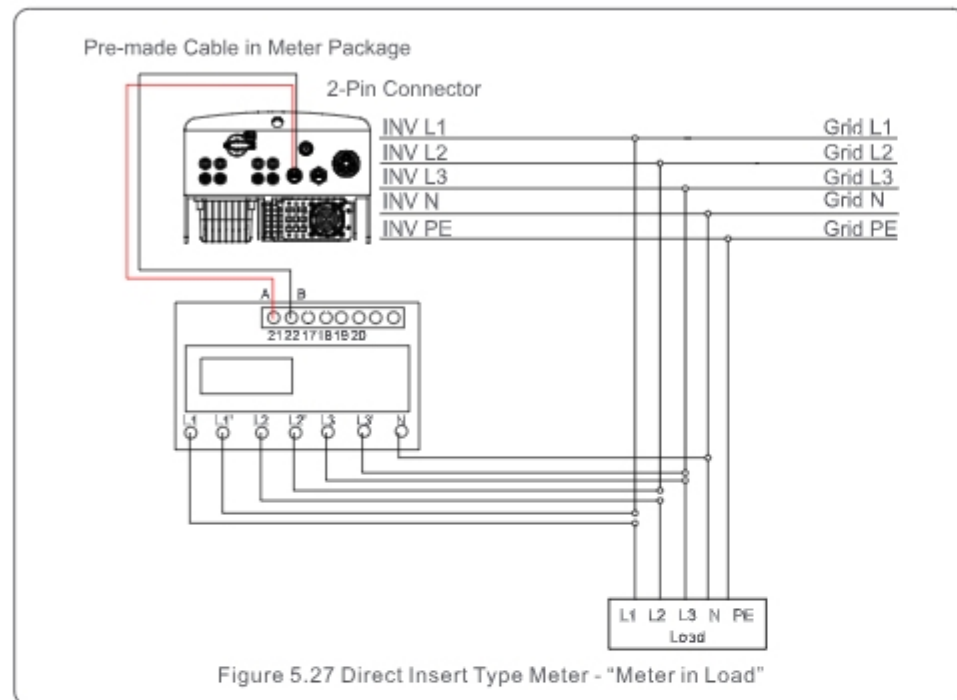 Pre-made Cable in Meter Package
2-Pin Connector
INV L1 Grid L1
INV L2 Grid L2
INV L3 Grid L3
INV N Grid N
INV PE Grid PE
A B
21 22 17 18 19 20
L1 L1' L2 L2' L3 L3' N
L1 L2 L3 N PE
Load
Figure 5.27 Direct Insert Type Meter - “Meter in Load”